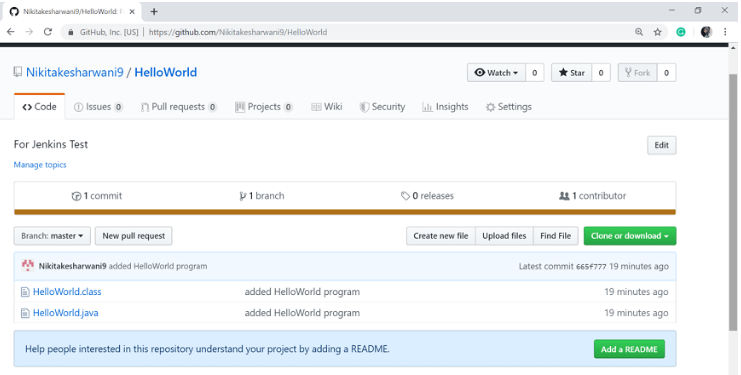 Nikitakesharwani9/HelloWorld: F
GitHub, Inc. [US] | https://github.com/Nikitakesharwani9/HelloWorld
Nikitakesharwani9 / HelloWorld
Watch 0 Star 0 Fork 0
Code Issues 0 Pull requests 0 Projects 0 Wiki Security Insights Settings
For Jenkins Test Edit
Manage topics
1 commit 1 branch 0 releases 1 contributor
Branch: master New pull request Create new file Upload files Find File Clone or download
Nikitakesharwani9 added HelloWorld program Latest commit 665f777 19 minutes ago
HelloWorld.class added HelloWorld program 19 minutes ago
HelloWorld.java added HelloWorld program 19 minutes ago
Help people interested in this repository understand your project by adding a README. Add a README